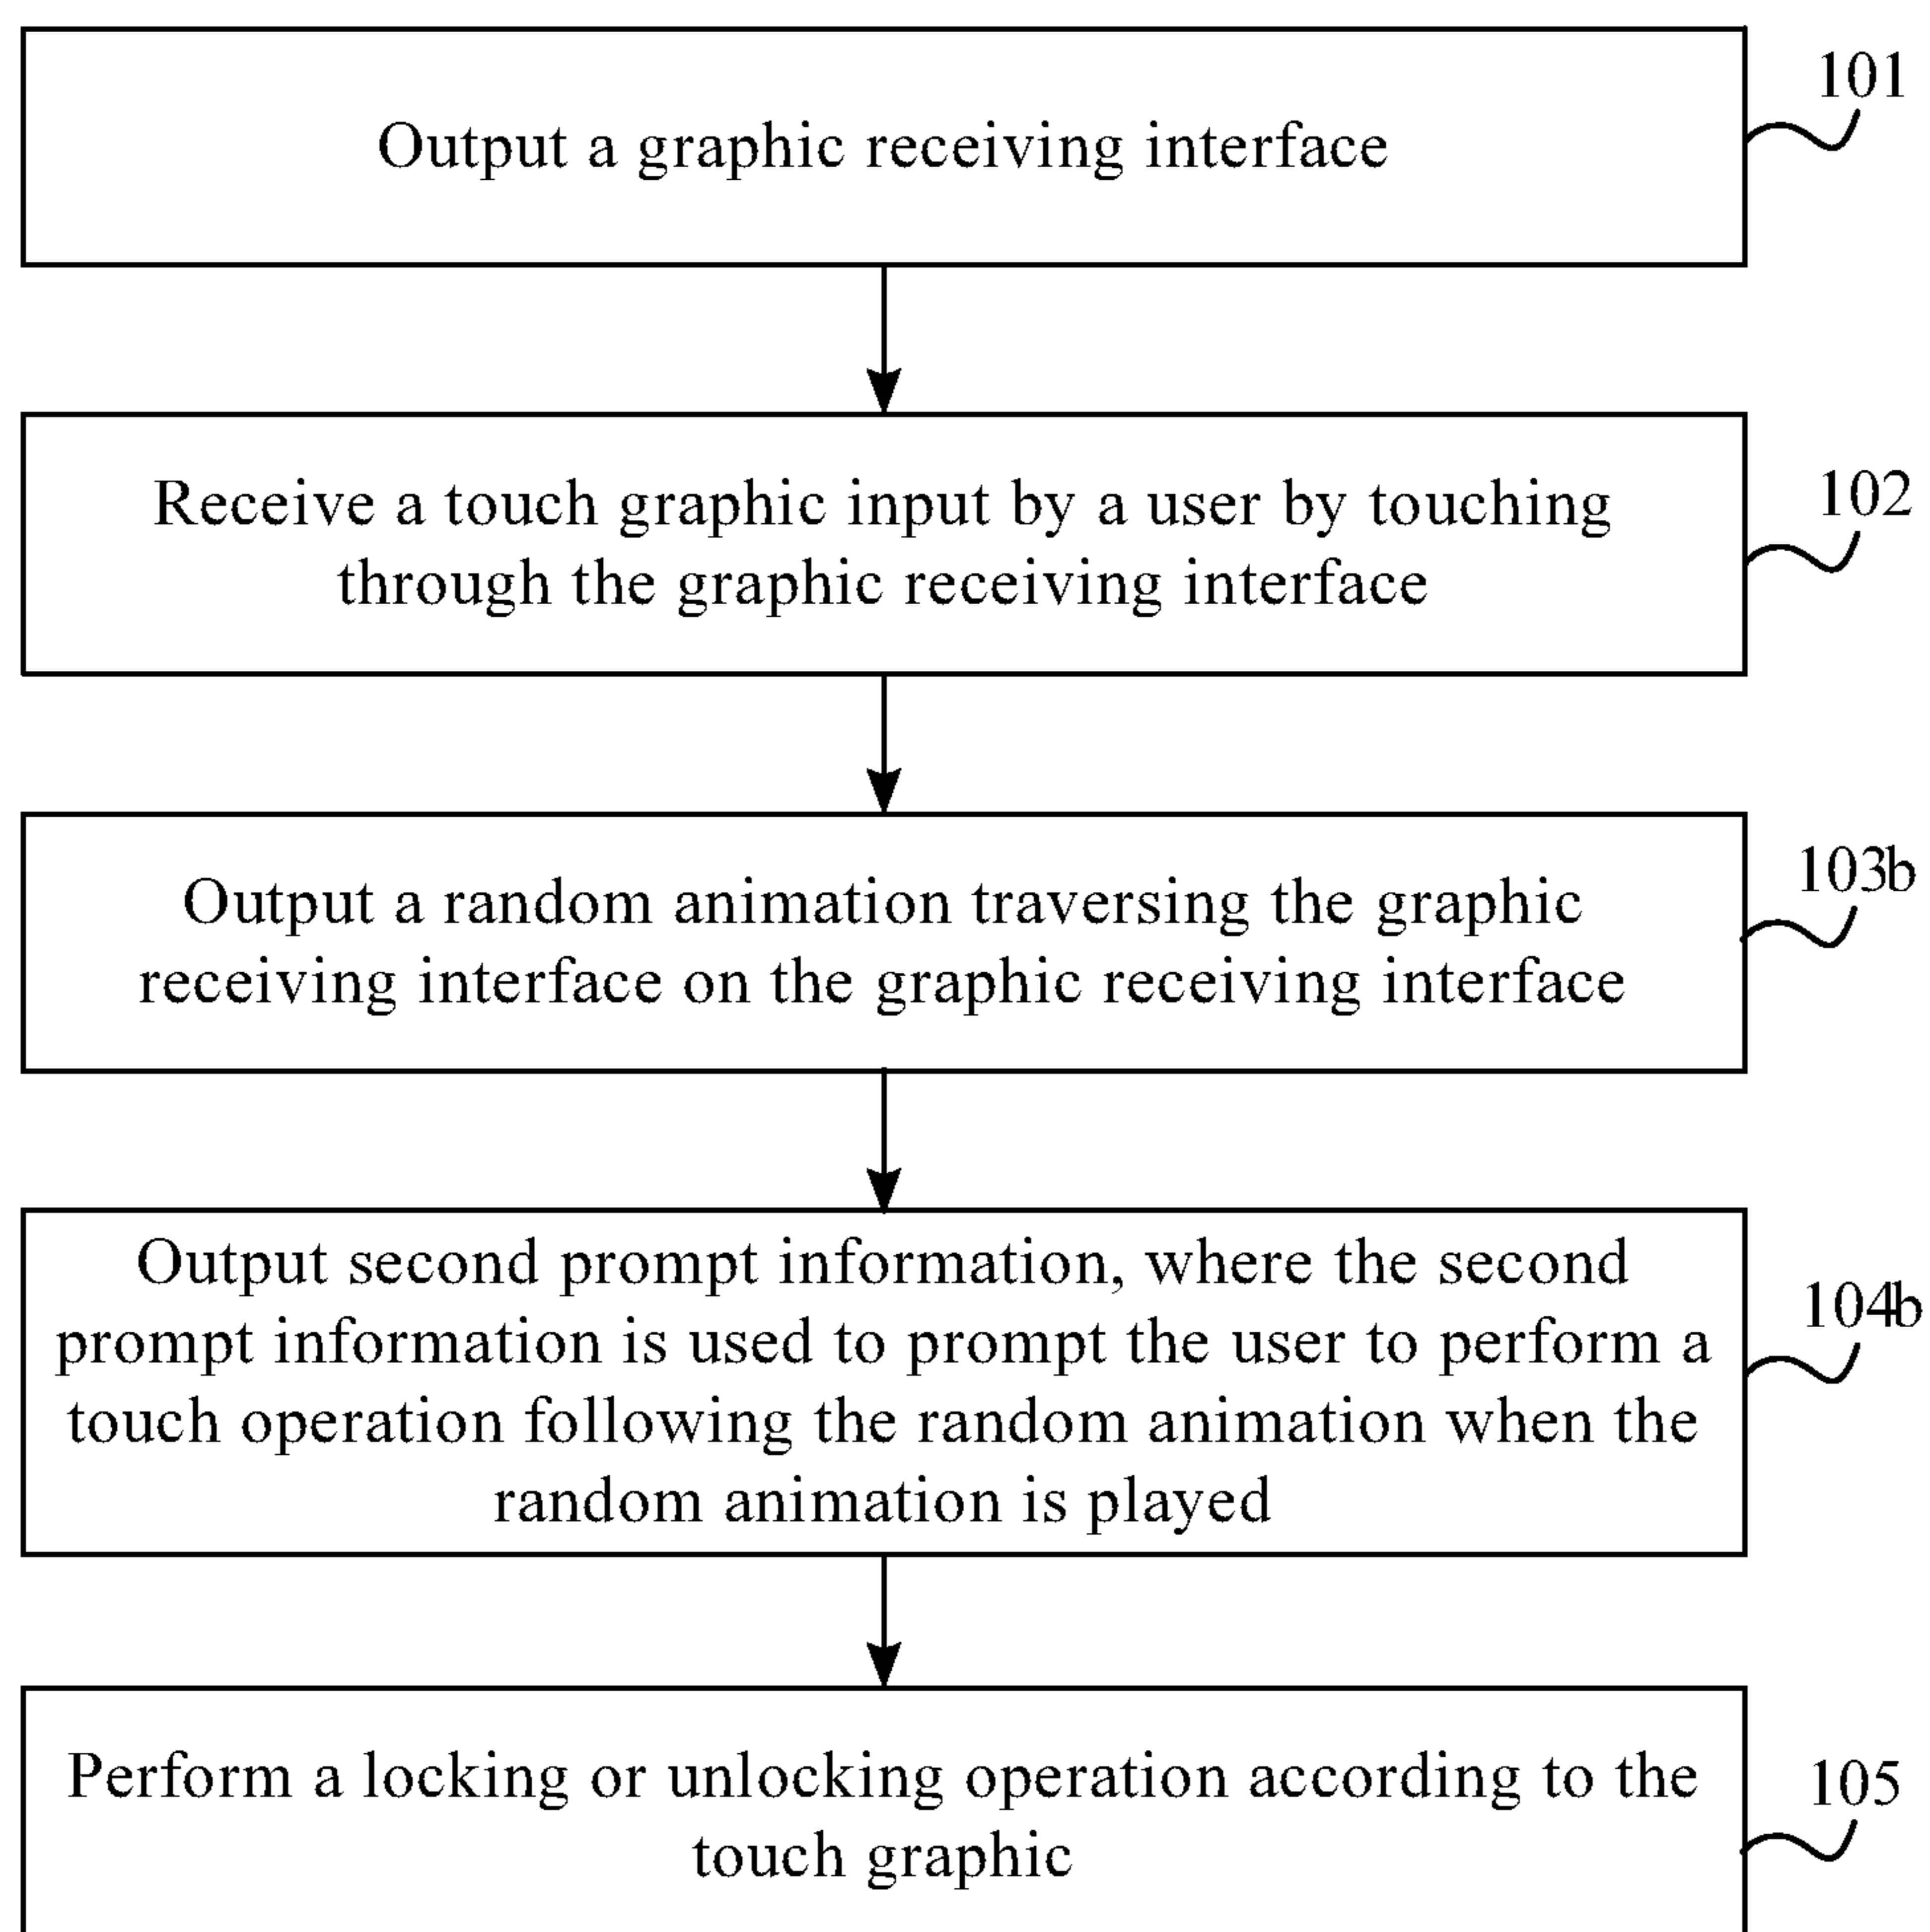 101
Output a graphic receiving interface
102
Receive a touch graphic input by a user by touching
through the graphic receiving interface
103b
Output a random animation traversing the graphic
receiving interface on the graphic receiving interface
104b
Output second prompt information, where the second
prompt information is used to prompt the user to perform a
touch operation following the random animation when the
random animation is played
105
Perform a locking or unlocking operation according to the
touch graphic